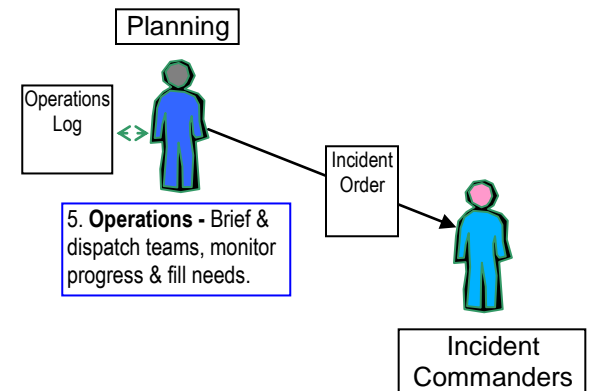 Planning
Operations
Log
Incident
Order
5. Operations - Brief &
dispatch teams, monitor
progress & fill needs.
Incident
Commanders